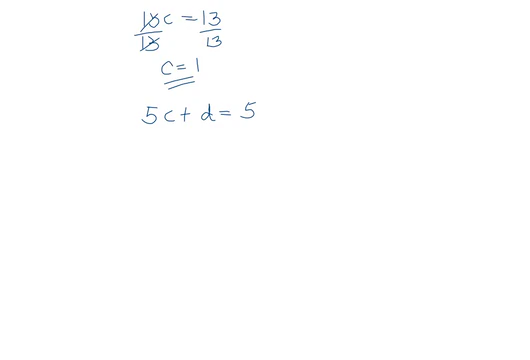 13c = 13
13 13
c = 1
5c + d = 5